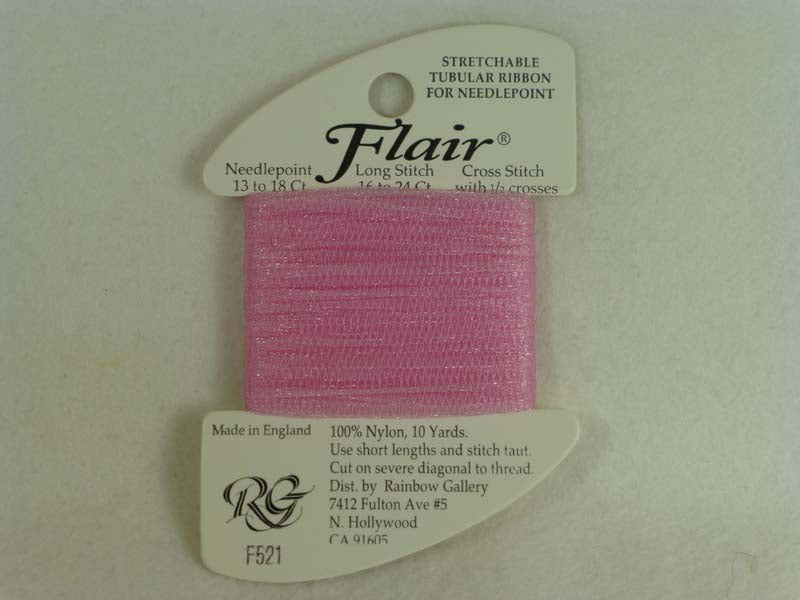 STRETCHABLE
TUBULAR RIBBON
FOR NEEDLEPOINT
Flair®
Needlepoint Long Stitch Cross Stitch
13 to 18 Ct. 16 to 24 Ct. with 1/2 crosses
Made in England
100% Nylon, 10 Yards.
Use short lengths and stitch taut.
Cut on severe diagonal to thread.
Dist. by Rainbow Gallery
7412 Fulton Ave #5
N. Hollywood
CA 91605
RG
F521